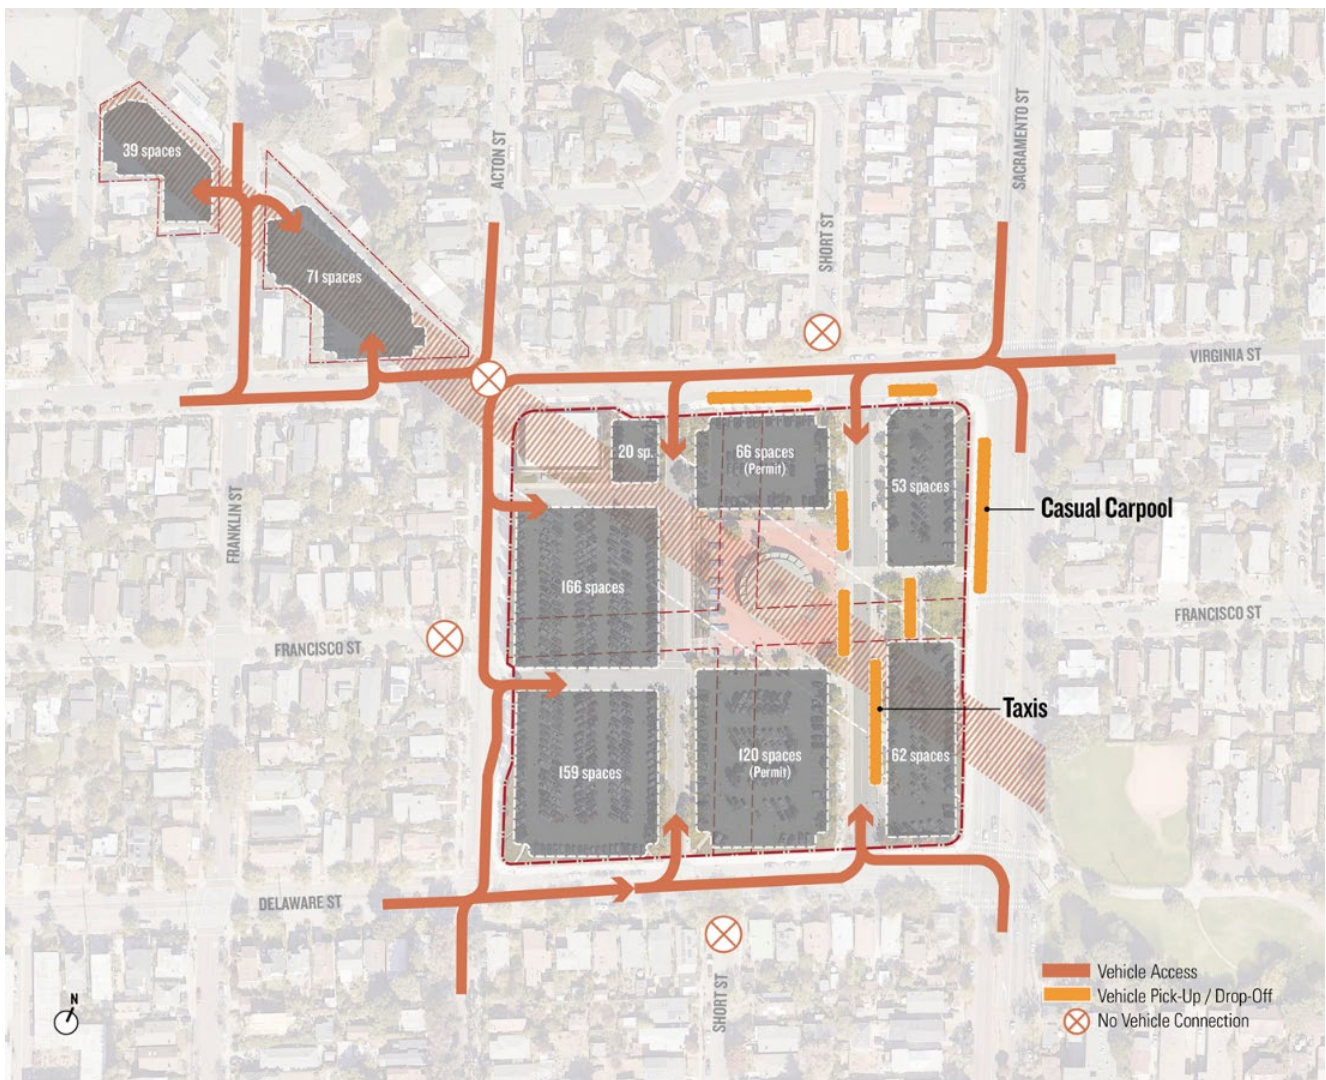 ACTON ST
SACRAMENTO ST
39 spaces
SHORT ST
71 spaces
VIRGINIA ST
20 sp.
66 spaces
(Permit)
53 spaces
Casual Carpool
FRANKLIN ST
166 spaces
FRANCISCO ST
FRANCISCO ST
Taxis
159 spaces
120 spaces
(Permit)
62 spaces
DELAWARE ST
SHORT ST
N
Vehicle Access
Vehicle Pick-Up / Drop-Off
No Vehicle Connection